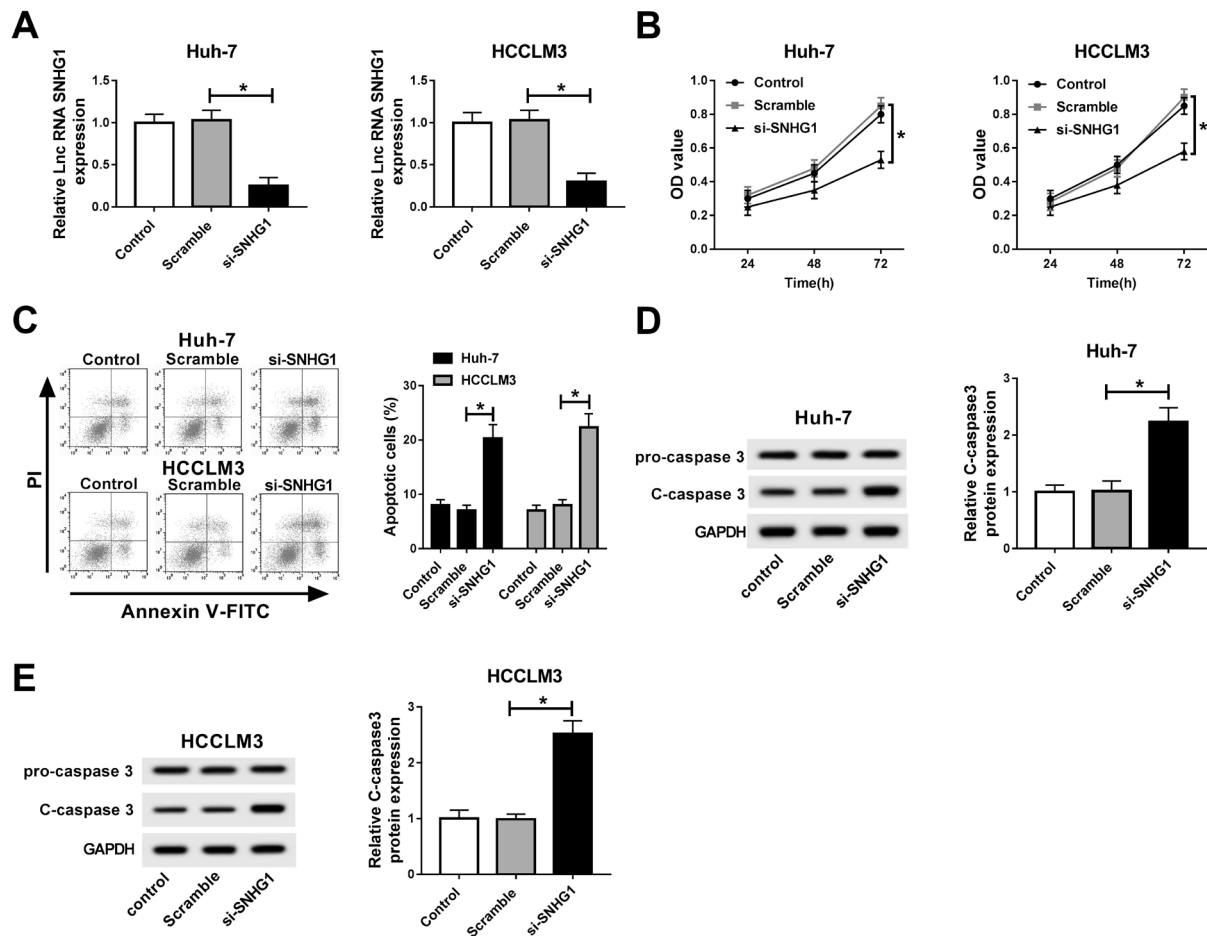 A
Huh-7
Relative Lnc RNA SNHG1
expression
1.5
1.0
0.5
0.0
*
Control
Scramble
si-SNHG1
HCCLM3
Relative Lnc RNA SNHG1
expression
1.5
1.0
0.5
0.0
*
Control
Scramble
si-SNHG1
B
Huh-7
OD value
1.0
0.8
0.6
0.4
0.2
0.0
Control
Scramble
si-SNHG1
*
24
48
72
Time(h)
HCCLM3
OD value
1.0
0.8
0.6
0.4
0.2
0.0
Control
Scramble
si-SNHG1
*
24
48
72
Time(h)
C
Huh-7
Control
Scramble
si-SNHG1
HCCLM3
Control
Scramble
si-SNHG1
PI
Annexin V-FITC
Huh-7
HCCLM3
Apoptotic cells (%)
30
20
10
0
*
*
Control
Scramble
si-SNHG1
Control
Scramble
si-SNHG1
D
Huh-7
pro-caspase 3
C-caspase 3
GAPDH
control
Scramble
si-SNHG1
Huh-7
Relative C-caspase3
protein expression
3
2
1
0
*
Control
Scramble
si-SNHG1
E
HCCLM3
pro-caspase 3
C-caspase 3
GAPDH
control
Scramble
si-SNHG1
HCCLM3
Relative C-caspase3
protein expression
3
2
1
0
*
Control
Scramble
si-SNHG1